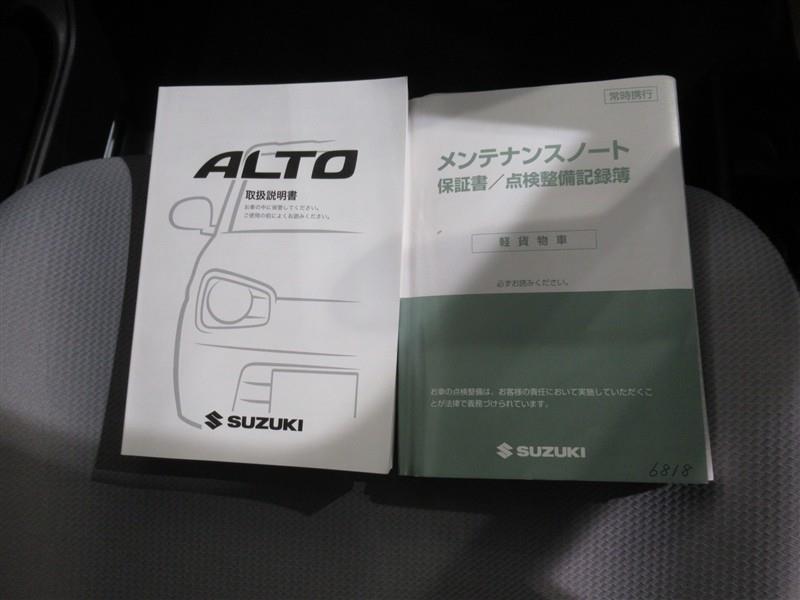 ALTO
取扱説明書
お車の中に保管してください。
ご使用の前によくお読みください。
SUZUKI
常時携行
メンテナンスノート
保証書／点検整備記録簿
軽貨物車
必ずお読みください。
お車の点検整備は、お客様の責任において実施していただくこ
とが法律で義務づけられています。
SUZUKI
6818